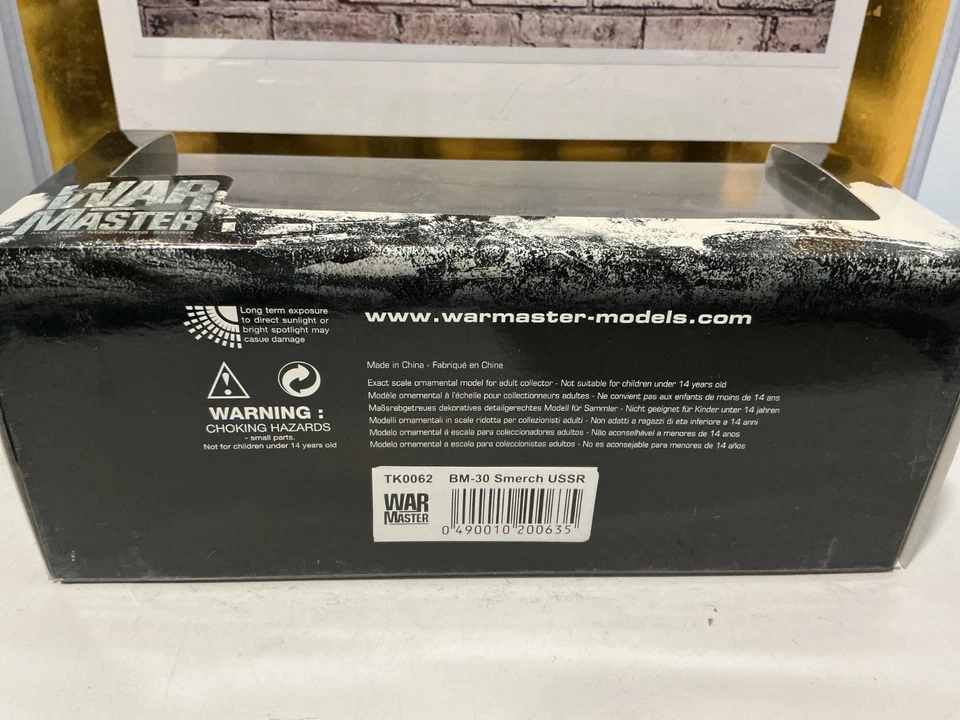 WAR
MASTER:
Long term exposure
to direct sunlight or
bright spotlight may
casue damage
www.warmaster-models.com
WARNING :
CHOKING HAZARDS
- small parts.
Not for children under 14 years old
Made in China - Fabriqué en Chine
Exact scale ornamental model for adult collector - Not suitable for children under 14 years old
Modèle ornemental à l'échelle pour collectionneurs adultes - Ne convient pas aux enfants de moins de 14 ans
Maßsrabgetreues dekoratives detailgerechtes Modell für Sammler - Nicht geeignet für Kinder unter 14 jahren
Modelli ornamentali in scale ridotta per collezionisti adulti - Non adatti a ragazzi di eta inferiore a 14 anni
Modelo ornamental á escala para coleccionadores adultos - Não aconselhável a menores de 14 anos
Modelo ornamental a escala para coleccionistas adultos - No es aconsejable para menores de 14 años.
TK0062 BM-30 Smerch USSR
WAR
MASTER
0 490010 200635